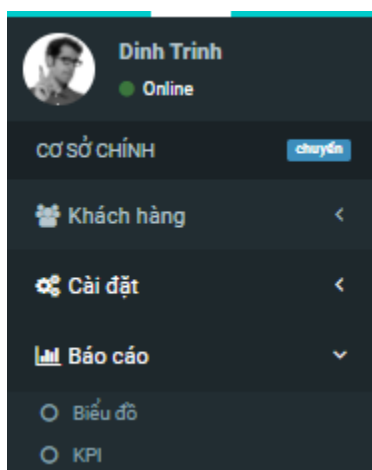 Dinh Trinh
Online
CƠ SỞ CHÍNH chuyển
Khách hàng
Cài đặt
Báo cáo
Biểu đồ
KPI